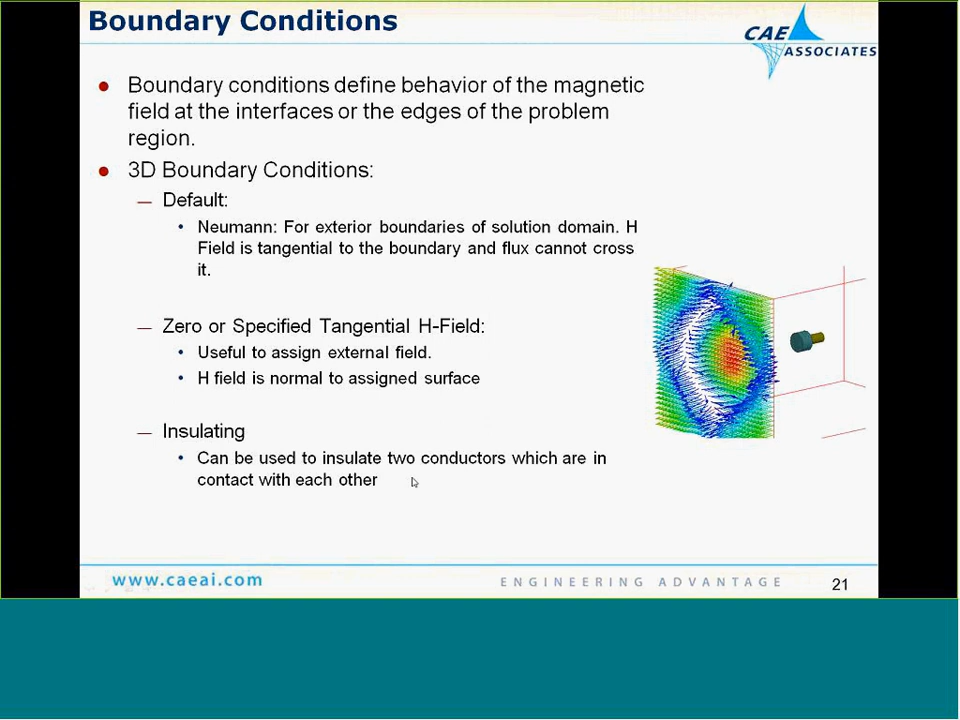 Boundary Conditions
CAE
ASSOCIATES
● Boundary conditions define behavior of the magnetic
field at the interfaces or the edges of the problem
region.
● 3D Boundary Conditions:
— Default:
• Neumann: For exterior boundaries of solution domain. H
Field is tangential to the boundary and flux cannot cross
it.
— Zero or Specified Tangential H-Field:
• Useful to assign external field.
• H field is normal to assigned surface
— Insulating
• Can be used to insulate two conductors which are in
contact with each other
www.caeai.com
ENGINEERING ADVANTAGE
21